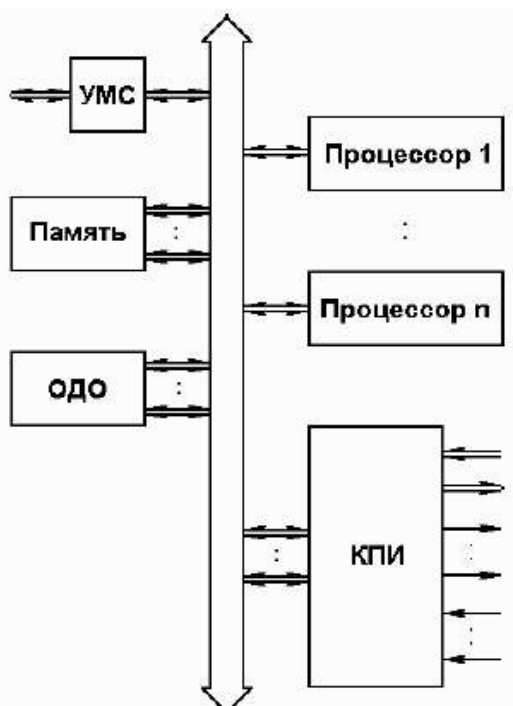 УМС
Процессор 1
Память
Процессор n
ОДО
КПИ